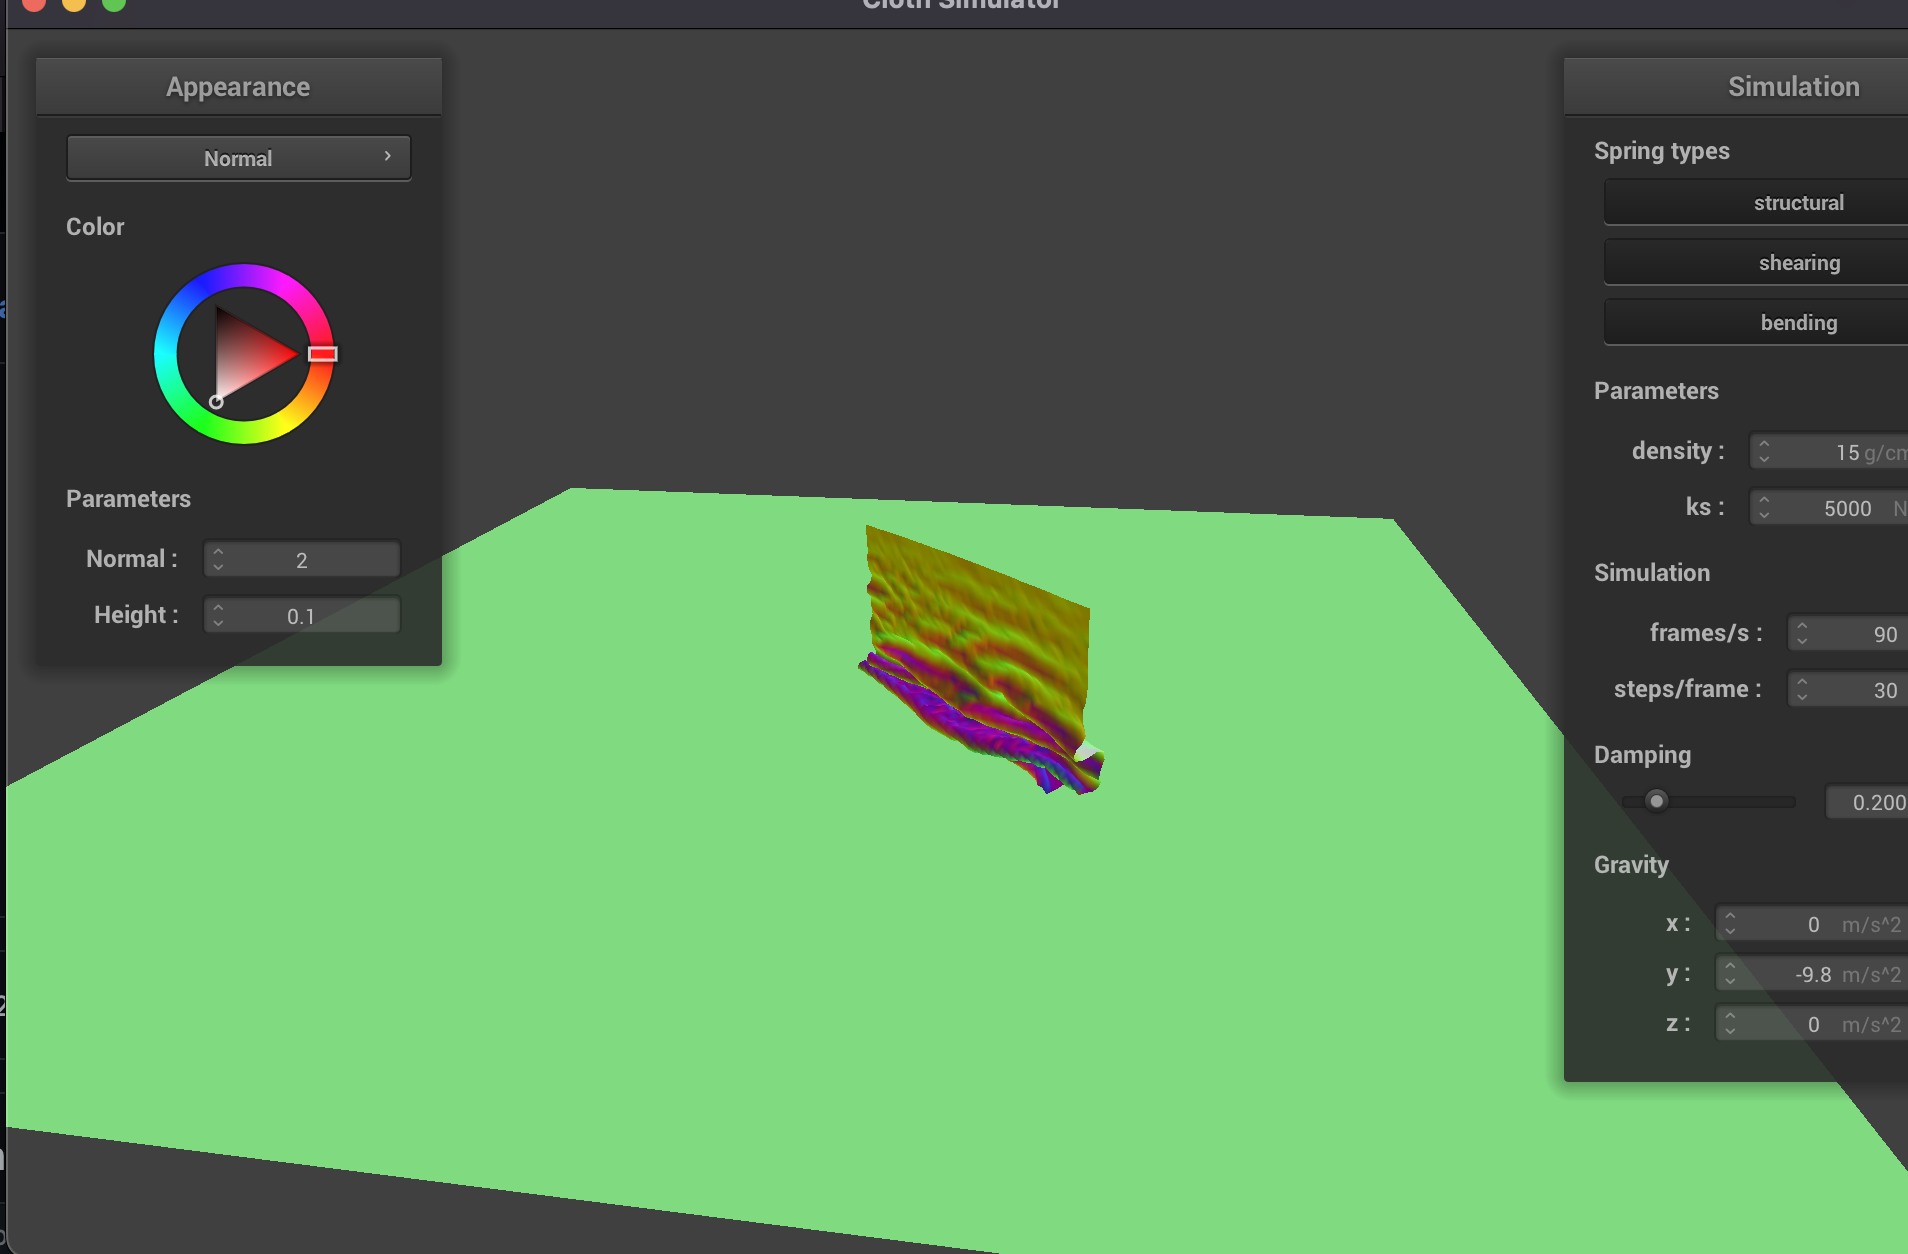 Cloth Simulator
Appearance
Normal
Color
Parameters
Normal :
2
Height :
0.1
Simulation
Spring types
structural
shearing
bending
Parameters
density :
15 g/cm
ks :
5000 N
Simulation
frames/s :
90
steps/frame :
30
Damping
0.200
Gravity
x :
0 m/s^2
y :
-9.8 m/s^2
z :
0 m/s^2